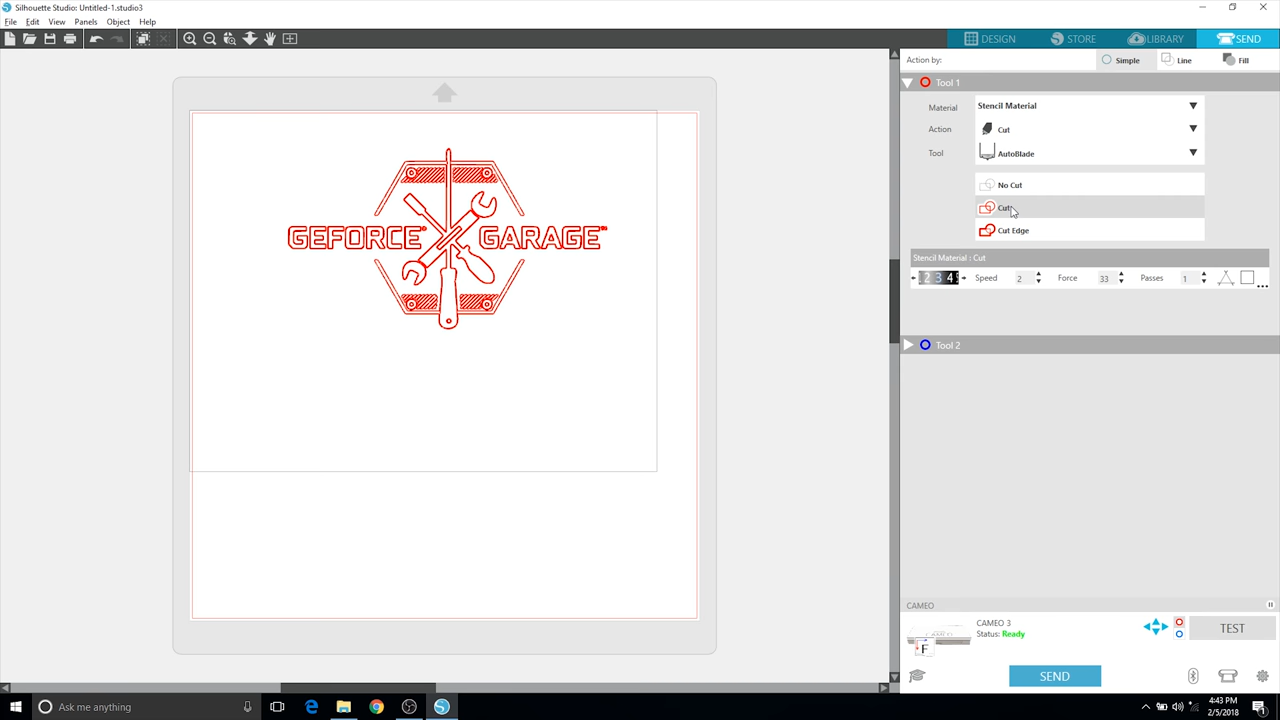 Silhouette Studio: Untitled-1.studio3
File Edit View Panels Object Help
DESIGN STORE LIBRARY SEND
Action by: Simple Line Fill
Tool 1
Material Stencil Material
Action Cut
Tool AutoBlade
No Cut
Cut
Cut Edge
Stencil Material : Cut
2 3 4 Speed 2 Force 33 Passes 1
GEFORCE GARAGE
Tool 2
CAMEO
CAMEO 3
Status: Ready
F
TEST
SEND
Ask me anything
4:43 PM
2/5/2018